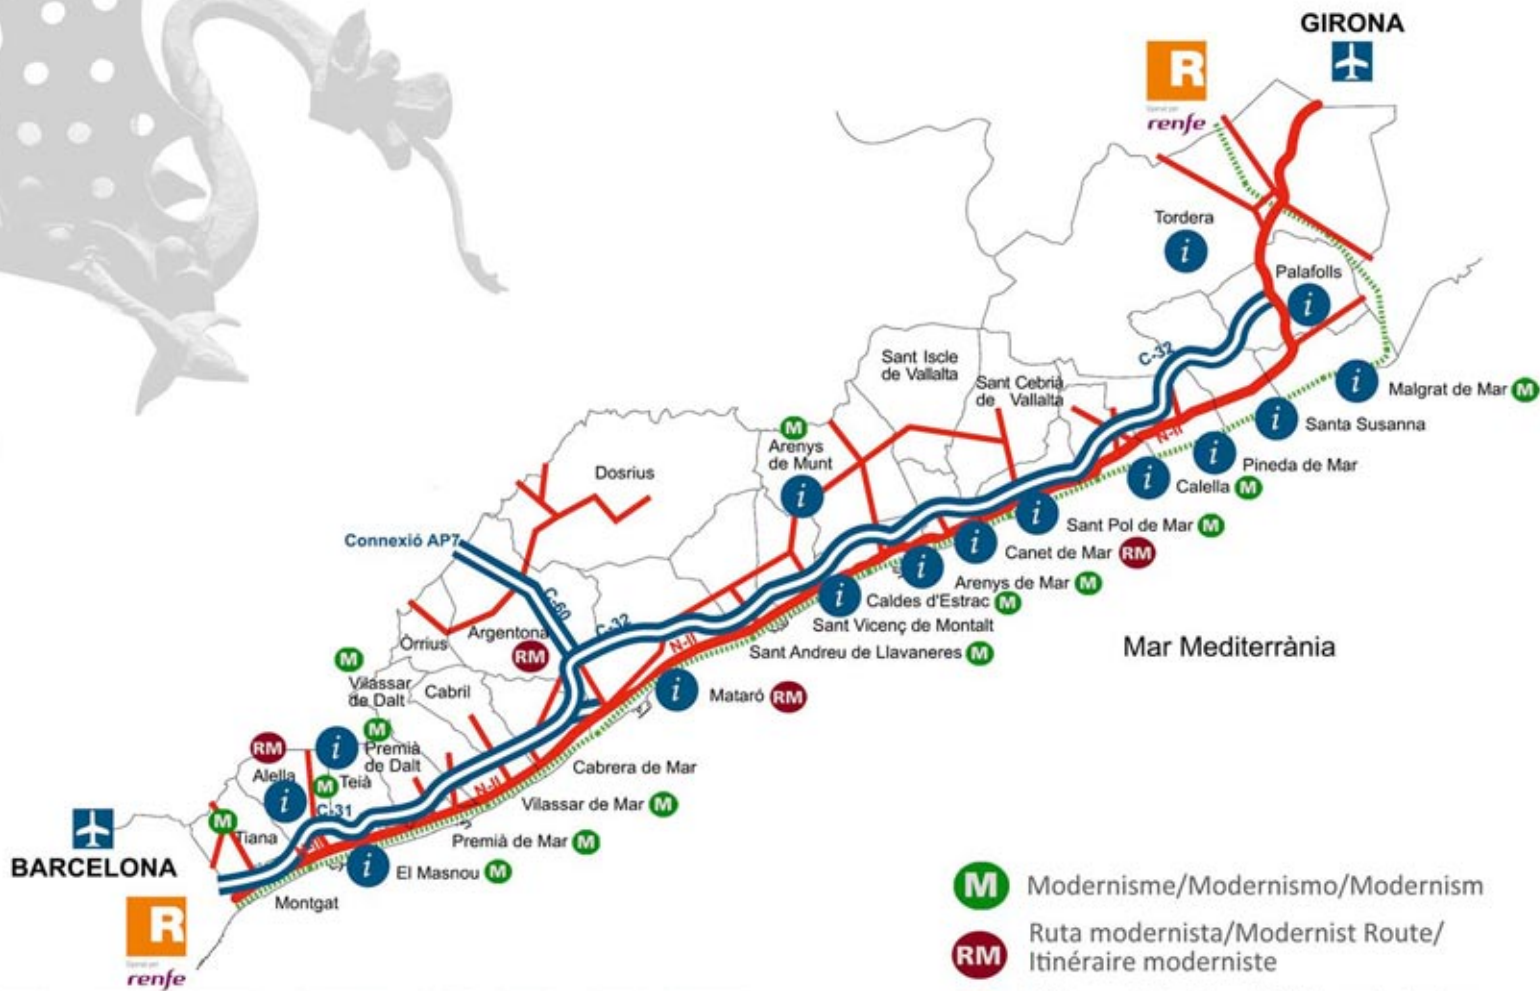 GIRONA
R
renfe
Tordera
i
Palafolls
i
C-32
Sant Iscle
de Vallalta
Sant Cebrià
de Vallalta
i
Malgrat de Mar M
i
Santa Susanna
N-II
i
Pineda de Mar
i
Calella M
M
Arenys
de Munt
i
Dosrius
i
Sant Pol de Mar M
i
Canet de Mar RM
Connexió AP7
i
Arenys de Mar M
i
Caldes d'Estrac M
Sant Vicenç de Montalt
C-60
C-32
N-II
Sant Andreu de Llavaneres M
Òrrius
Argentona
RM
Mar Mediterrània
M
Vilassar
de Dalt
Cabril
i
Mataró RM
M
RM
i
Premià
de Dalt
Alella
i
M Teià
C-31
Cabrera de Mar
N-II
Vilassar de Mar M
M
Tiana
Premià de Mar M
BARCELONA
i
El Masnou M
Montgat
R
renfe
M Modernisme/Modernismo/Modernism
RM Ruta modernista/Modernist Route/
Itinéraire moderniste